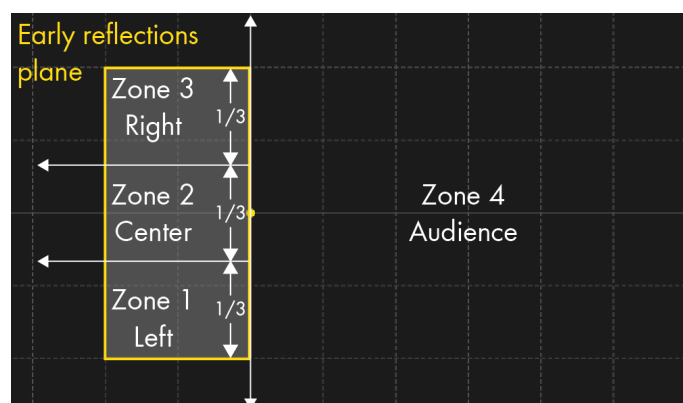 Early reflections
plane
Zone 3
Right
1/3
Zone 2
Center
1/3
Zone 1
Left
1/3
Zone 4
Audience